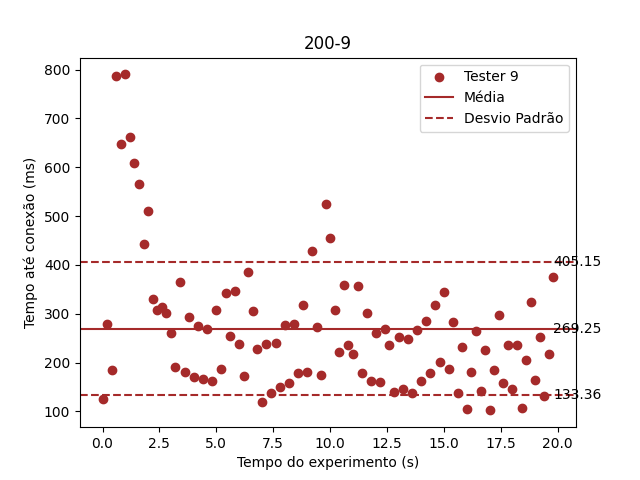 200-9
Tester 9
Média
Desvio Padrão
Tempo até conexão (ms)
800
700
600
500
400
300
200
100
405.15
269.25
133.36
0.0 2.5 5.0 7.5 10.0 12.5 15.0 17.5 20.0
Tempo do experimento (s)